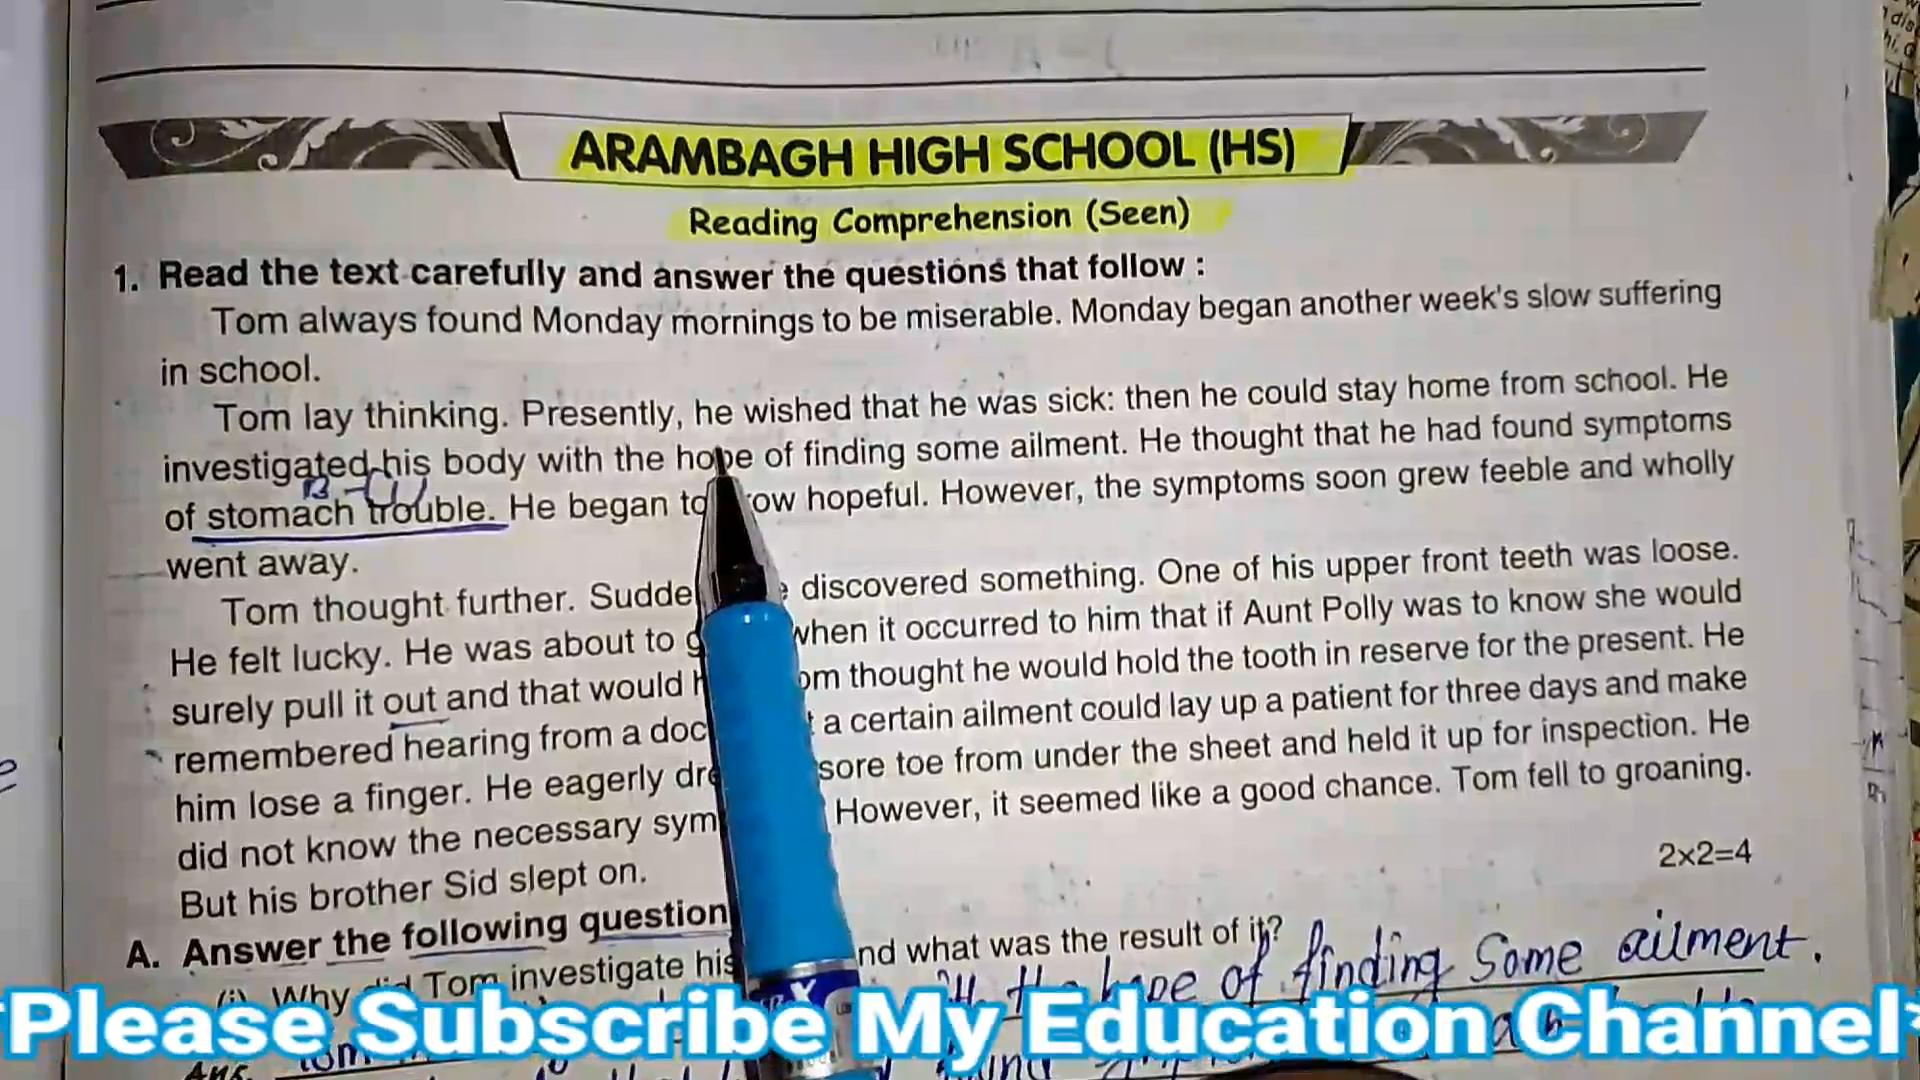 ARAMBAGH HIGH SCHOOL (HS)
Reading Comprehension (Seen)
1. Read the text carefully and answer the questions that follow :
Tom always found Monday mornings to be miserable. Monday began another week's slow suffering
in school.
Tom lay thinking. Presently, he wished that he was sick: then he could stay home from school. He
investigated his body with the hope of finding some ailment. He thought that he had found symptoms
of stomach trouble. He began to hopeful. However, the symptoms soon grew feeble and wholly
went away.
Tom thought further. discovered something. One of his upper front teeth was loose.
He felt lucky. He was about to when it occurred to him that if Aunt Polly was to know she would
surely pull it out and that would thought he would hold the tooth in reserve for the present. He
remembered hearing from a a certain ailment could lay up a patient for three days and make
him lose a finger. He eagerly sore toe from under the sheet and held it up for inspection. He
did not know the necessary However, it seemed like a good chance. Tom fell to groaning.
But his brother Sid slept on.
2x2=4
A. Answer the following question
(i) Why did Tom investigate his and what was the result of it?
the hope of finding Some ailment.
Ans. Tom
*Please Subscribe My Education Channel*